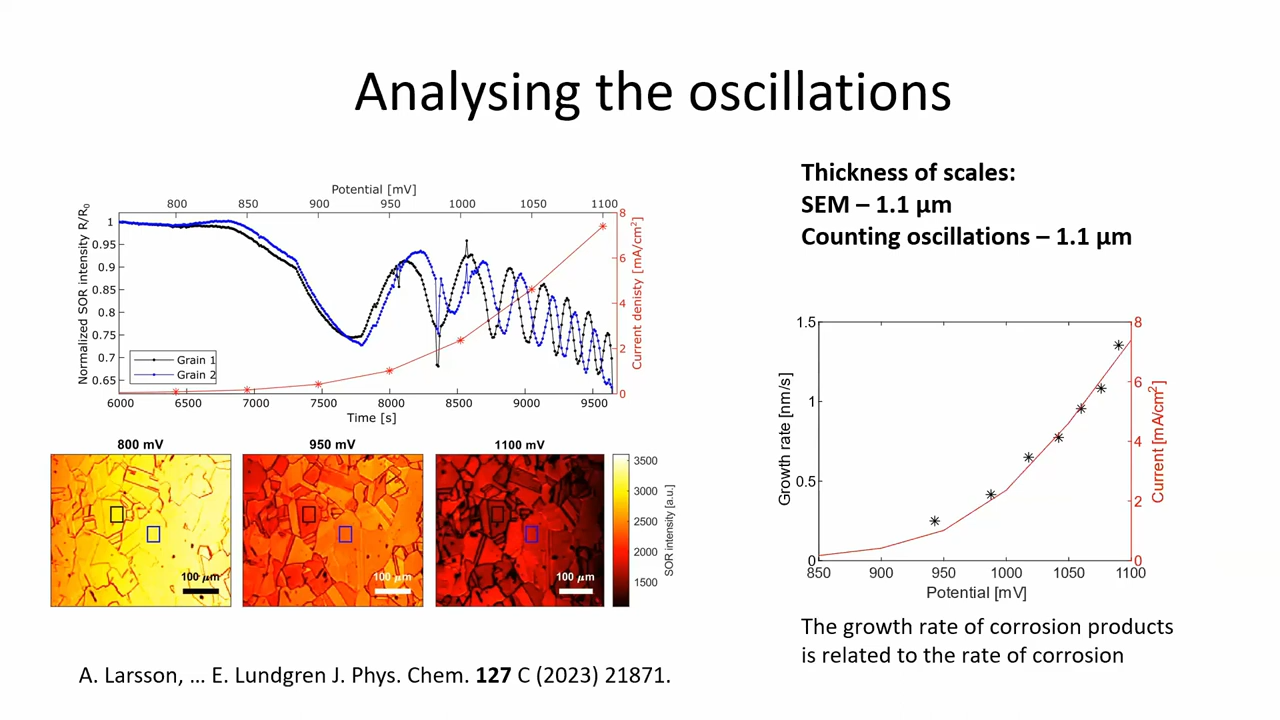 Analysing the oscillations
Thickness of scales:
SEM – 1.1 µm
Counting oscillations – 1.1 µm
Potential [mV]
800 850 900 950 1000 1050 1100
Normalized SOR intensity R/R₀
1
0.95
0.9
0.85
0.8
0.75
0.7
0.65
Grain 1
Grain 2
8
6
4
2
0
Current denisty [mA/cm²]
6000 6500 7000 7500 8000 8500 9000 9500
Time [s]
800 mV
950 mV
1100 mV
100 µm
100 µm
100 µm
3500
3000
2500
2000
1500
SOR intensity [a.u.]
1.5
1
0.5
0
Growth rate [nm/s]
8
6
4
2
0
Current [mA/cm²]
850 900 950 1000 1050 1100
Potential [mV]
The growth rate of corrosion products
is related to the rate of corrosion
A. Larsson, … E. Lundgren J. Phys. Chem. 127 C (2023) 21871.